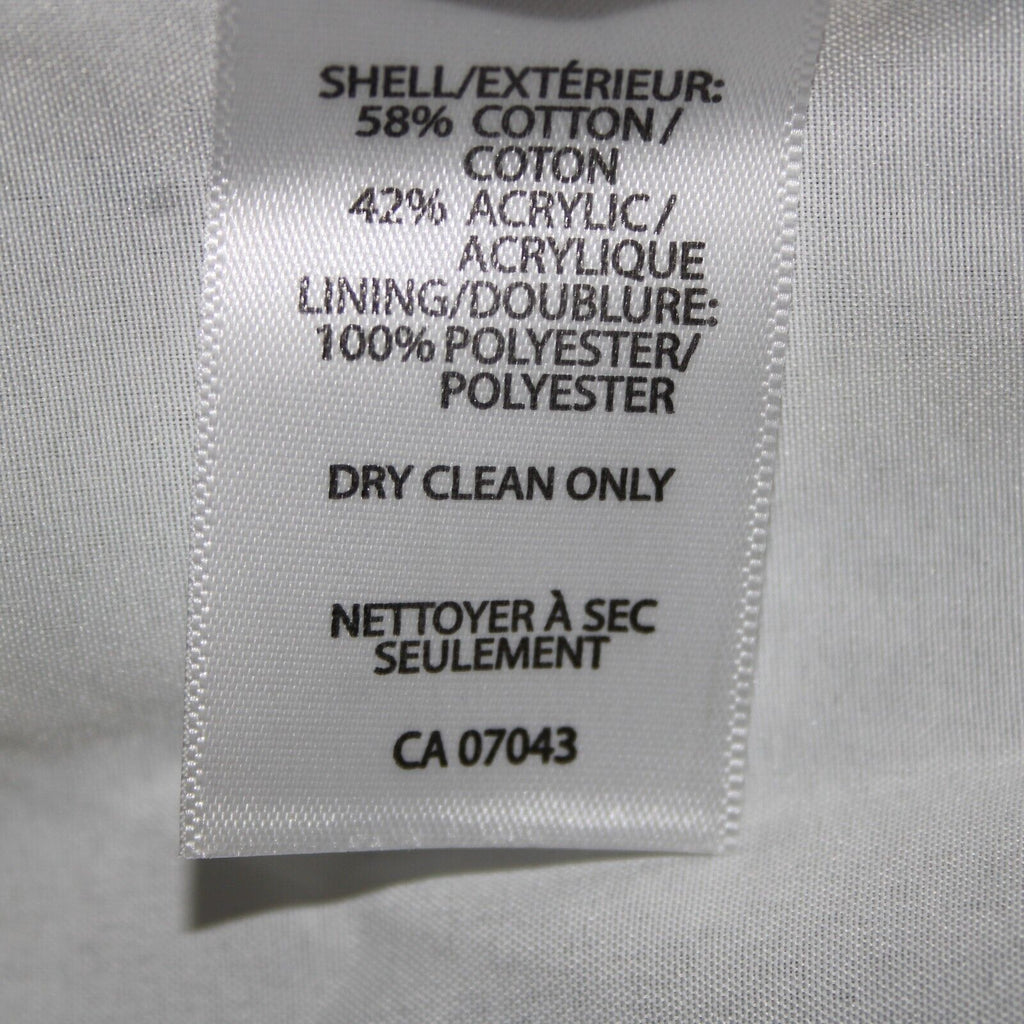 SHELL/EXTÉRIEUR:
58% COTTON/
COTON
42% ACRYLIC/
ACRYLIQUE
LINING/DOUBLURE:
100% POLYESTER/
POLYESTER
DRY CLEAN ONLY
NETTOYER À SEC
SEULEMENT
CA 07043